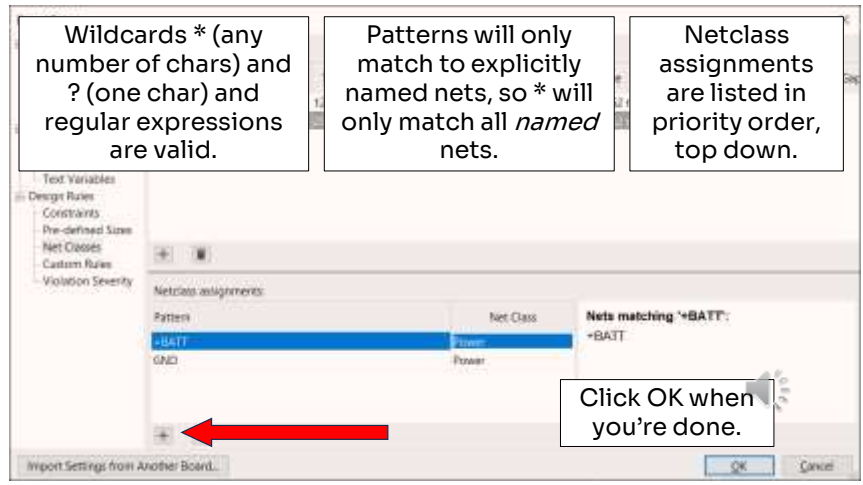 Wildcards * (any
number of chars) and
? (one char) and
regular expressions
are valid.
Patterns will only
match to explicitly
named nets, so * will
only match all named
nets.
Netclass
assignments
are listed in
priority order,
top down.
Text Variables
Design Rules
Constraints
Pre-defined Sizes
Net Classes
Custom Rules
Violation Severity
Netclass assignments:
Pattern Net Class
+BATT Power
GND Power
Nets matching '+BATT':
+BATT
Click OK when
you're done.
Import Settings from Another Board...
OK Cancel